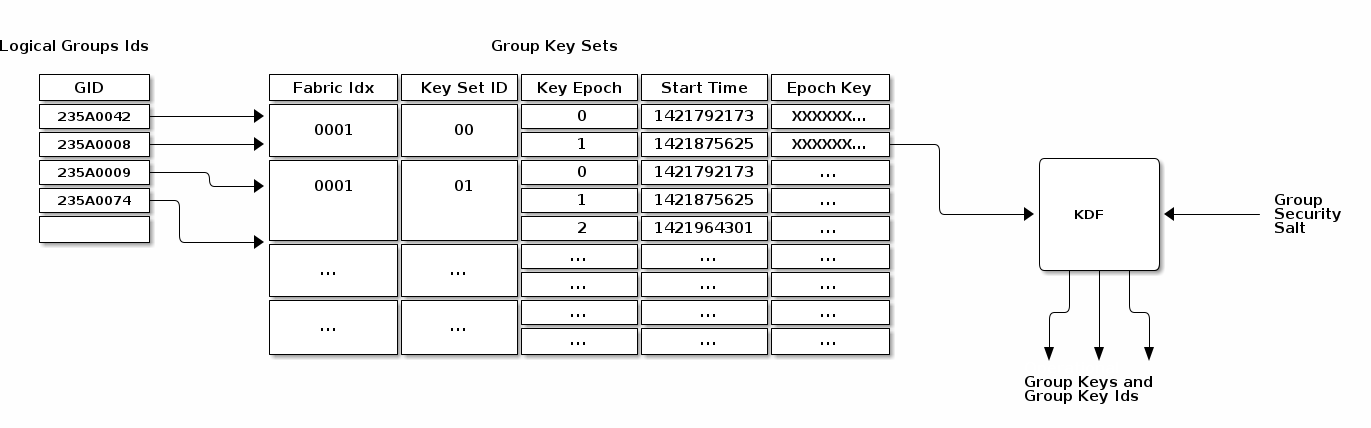 Logical Groups Ids
Group Key Sets
GID
Fabric Idx Key Set ID Key Epoch Start Time Epoch Key
235A0042
235A0008
235A0009
235A0074
0001 00
0 1421792173 XXXXXX...
1 1421875625 XXXXXX...
0001 01
0 1421792173 ...
1 1421875625 ...
2 1421964301 ...
... ...
... ... ...
... ... ...
... ...
... ... ...
... ... ...
KDF
Group
Security
Salt
Group Keys and
Group Key Ids